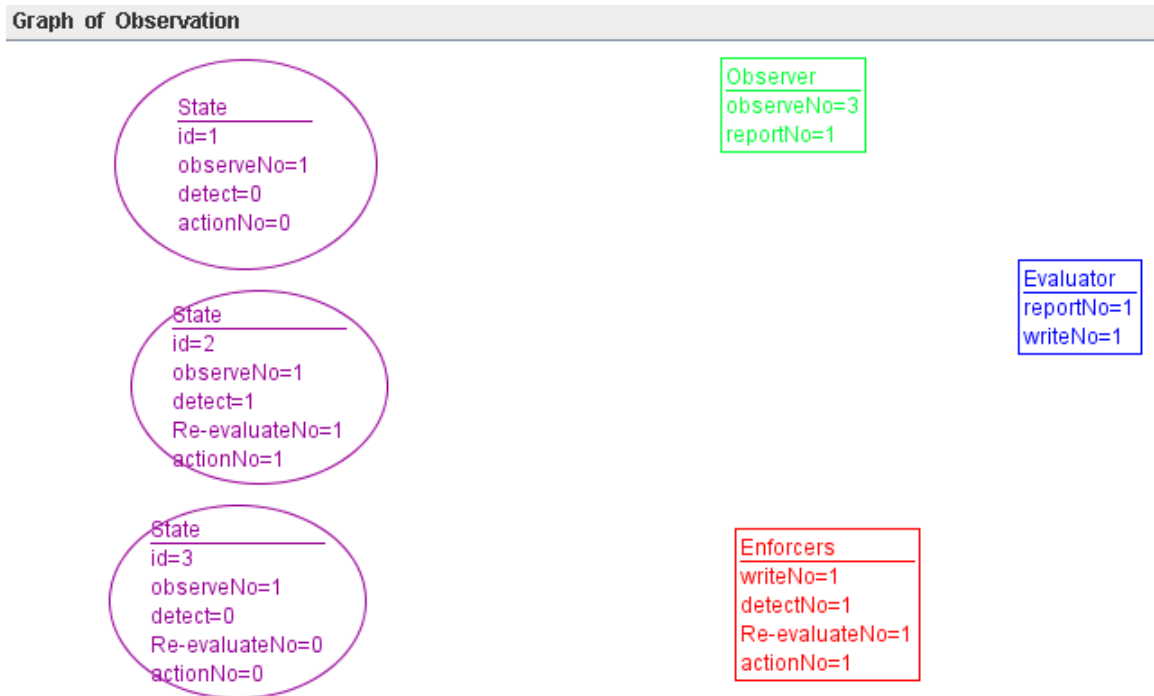 Graph of Observation
State
id=1
observeNo=1
detect=0
actionNo=0
Observer
observeNo=3
reportNo=1
Evaluator
reportNo=1
writeNo=1
State
id=2
observeNo=1
detect=1
Re-evaluateNo=1
actionNo=1
State
id=3
observeNo=1
detect=0
Re-evaluateNo=0
actionNo=0
Enforcers
writeNo=1
detectNo=1
Re-evaluateNo=1
actionNo=1